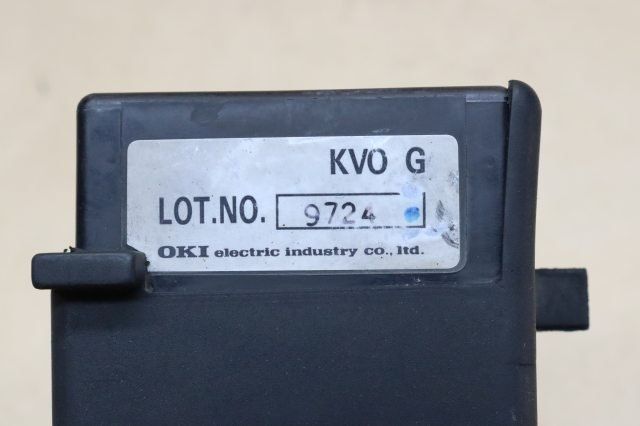 KVO G
LOT.NO. 9724
OKI electric industry co., ltd.